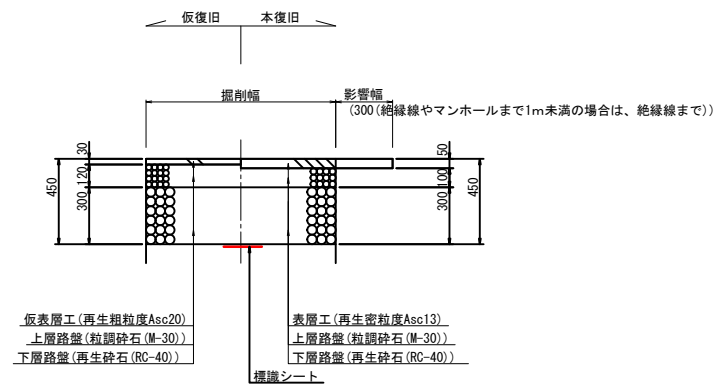 仮復旧 本復旧
掘削幅 影響幅
(300(絶縁線やマンホールまで1m未満の場合は、絶縁線まで))
30
120
300
450
50
100
300
450
仮表層工(再生粗粒度Asc20)
上層路盤(粒調砕石(M-30))
下層路盤(再生砕石(RC-40))
表層工(再生密粒度Asc13)
上層路盤(粒調砕石(M-30))
下層路盤(再生砕石(RC-40))
標識シート